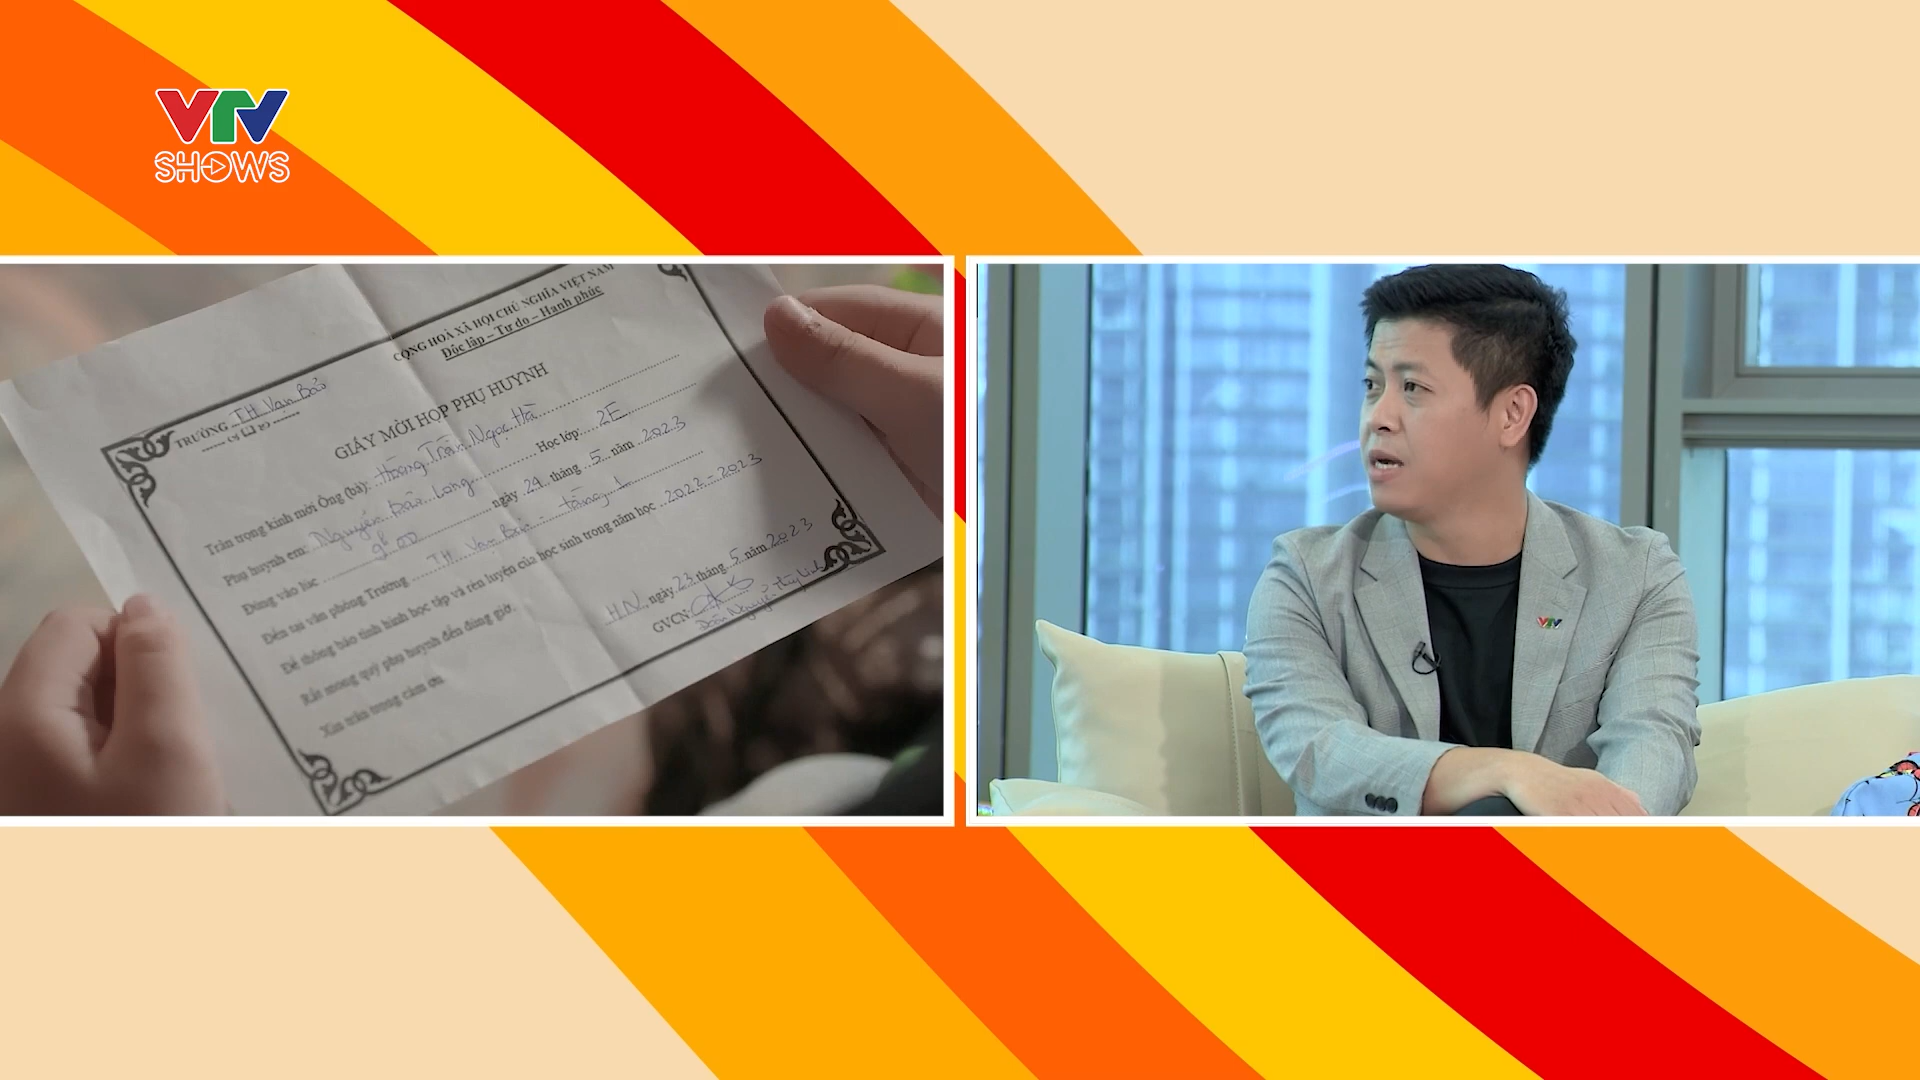 VTV
SHOWS
CỘNG HOÀ XÃ HỘI CHỦ NGHĨA VIỆT NAM
Độc lập – Tự do – Hạnh phúc
TRƯỜNG TH Vạn Bảo
GIẤY MỜI HỌP PHỤ HUYNH
Trân trọng kính mời Ông (bà): Hoàng Trần Ngọc Hà
Phụ huynh em: Nguyễn Bảo Long Học lớp: 2E
Đúng vào lúc ngày 24 tháng 5 năm 2023
Đến tại văn phòng Trường TH Vạn Bảo - tầng 1
Để thông báo tình hình học tập và rèn luyện của học sinh trong năm học 2022 - 2023
Rất mong quý phụ huynh đến đúng giờ.
Xin trân trọng cảm ơn
H.N, ngày 23 tháng 5 năm 2023
GVCN:
VTV